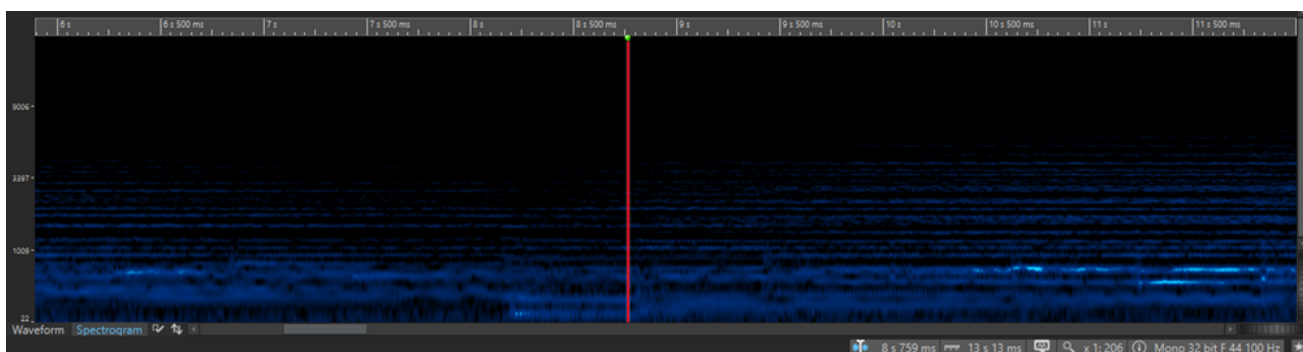 6 s 6 s 500 ms 7 s 7 s 500 ms 8 s 8 s 500 ms 9 s 9 s 500 ms 10 s 10 s 500 ms 11 s 11 s 500 ms
9006
3397
1009
22
Waveform Spectrogram
8 s 759 ms 13 s 13 ms x 1: 206 Mono 32 bit F 44 100 Hz